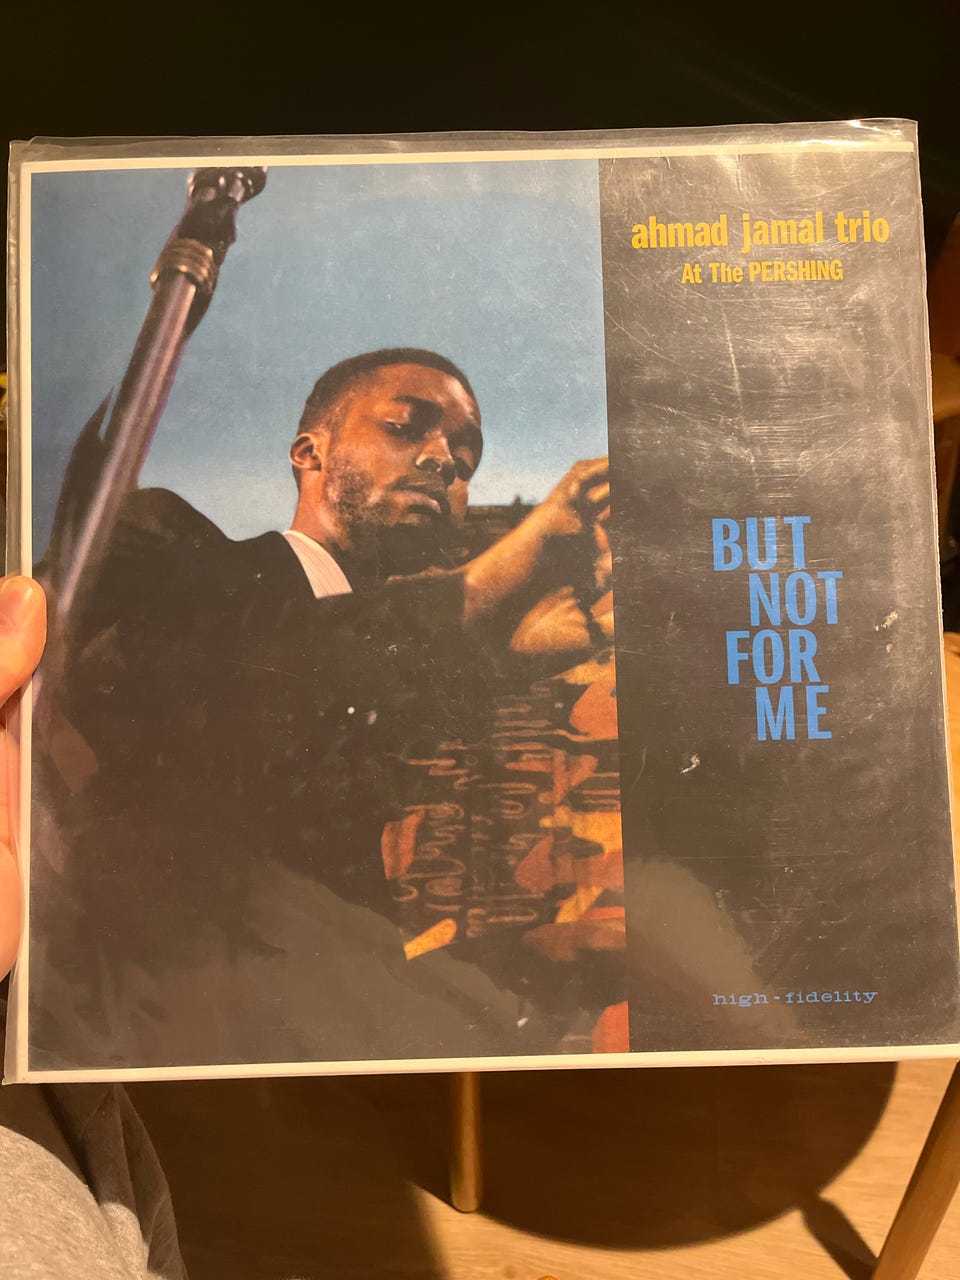 ahmad jamal trio
At The PERSHING
BUT
NOT
FOR
ME
high-fidelity